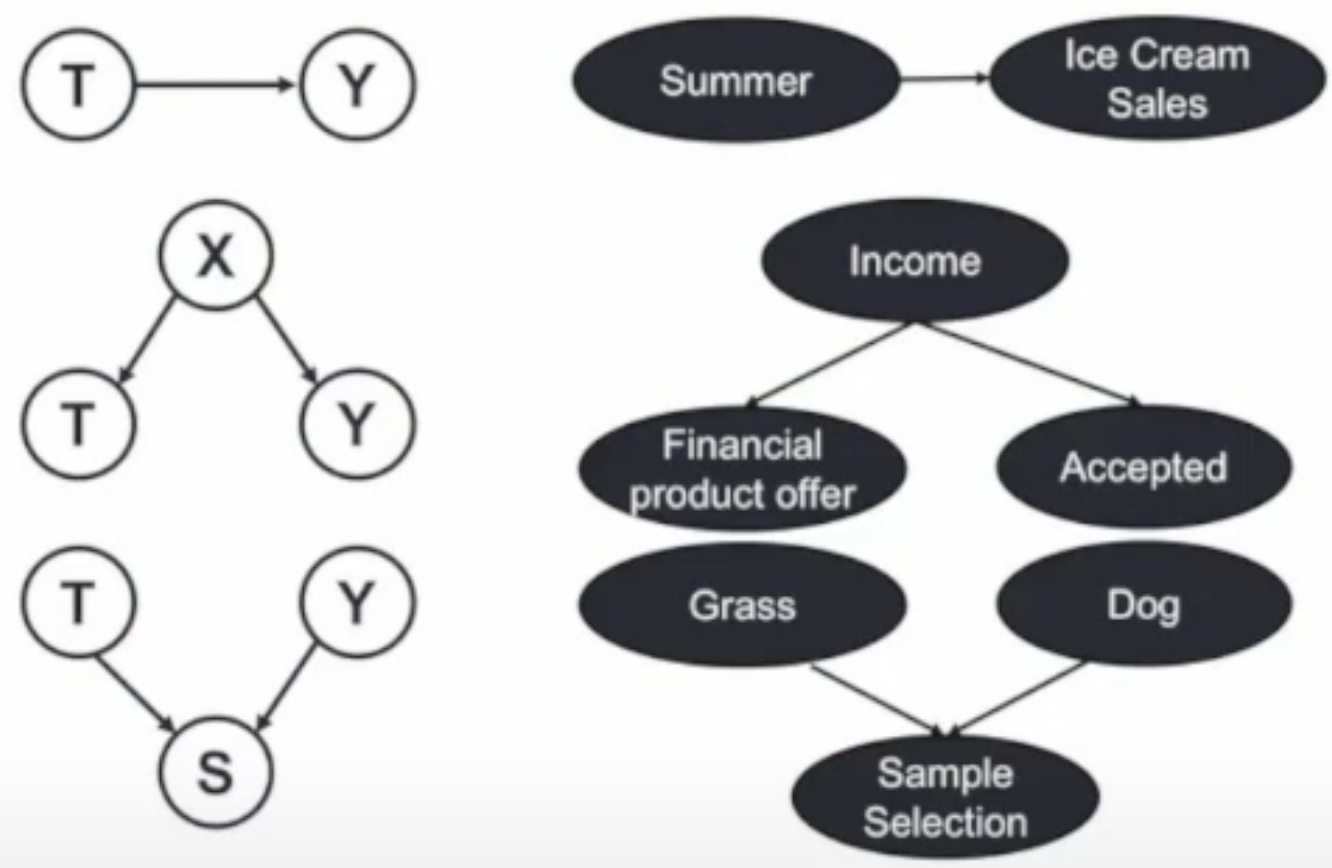 T
Y
Summer
Ice Cream
Sales
X
T
Y
Income
Financial
product offer
Accepted
T
Y
S
Grass
Dog
Sample
Selection